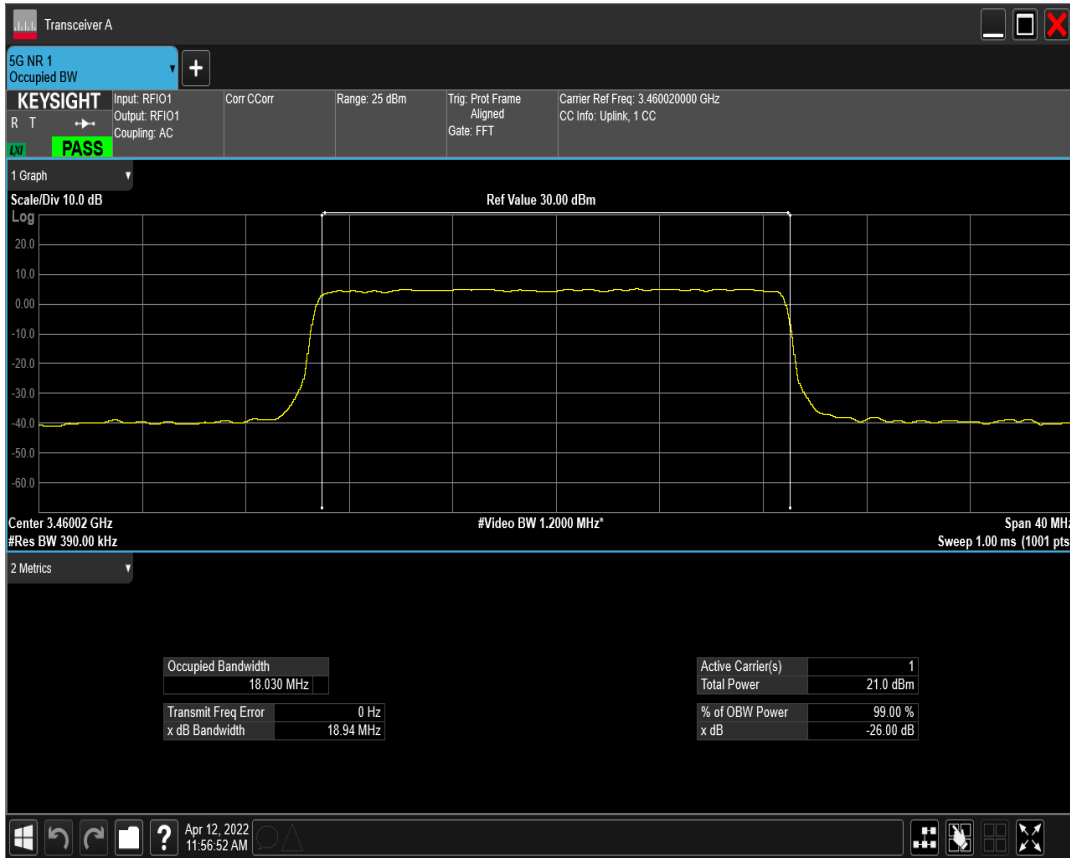 Transceiver A
5G NR 1
Occupied BW
KEYSIGHT
R T
LXI
PASS
Input: RFIO1
Output: RFIO1
Coupling: AC
Corr CCorr
Range: 25 dBm
Trig: Prot Frame
Aligned
Gate: FFT
Carrier Ref Freq: 3.460020000 GHz
CC Info: Uplink, 1 CC
1 Graph
Scale/Div 10.0 dB
Ref Value 30.00 dBm
Log
20.0
10.0
0.00
-10.0
-20.0
-30.0
-40.0
-50.0
-60.0
Center 3.46002 GHz
#Video BW 1.2000 MHz*
Span 40 MHz
#Res BW 390.00 kHz
Sweep 1.00 ms (1001 pts
2 Metrics
Occupied Bandwidth
18.030 MHz
Transmit Freq Error 0 Hz
x dB Bandwidth 18.94 MHz
Active Carrier(s) 1
Total Power 21.0 dBm
% of OBW Power 99.00 %
x dB -26.00 dB
Apr 12, 2022
11:56:52 AM